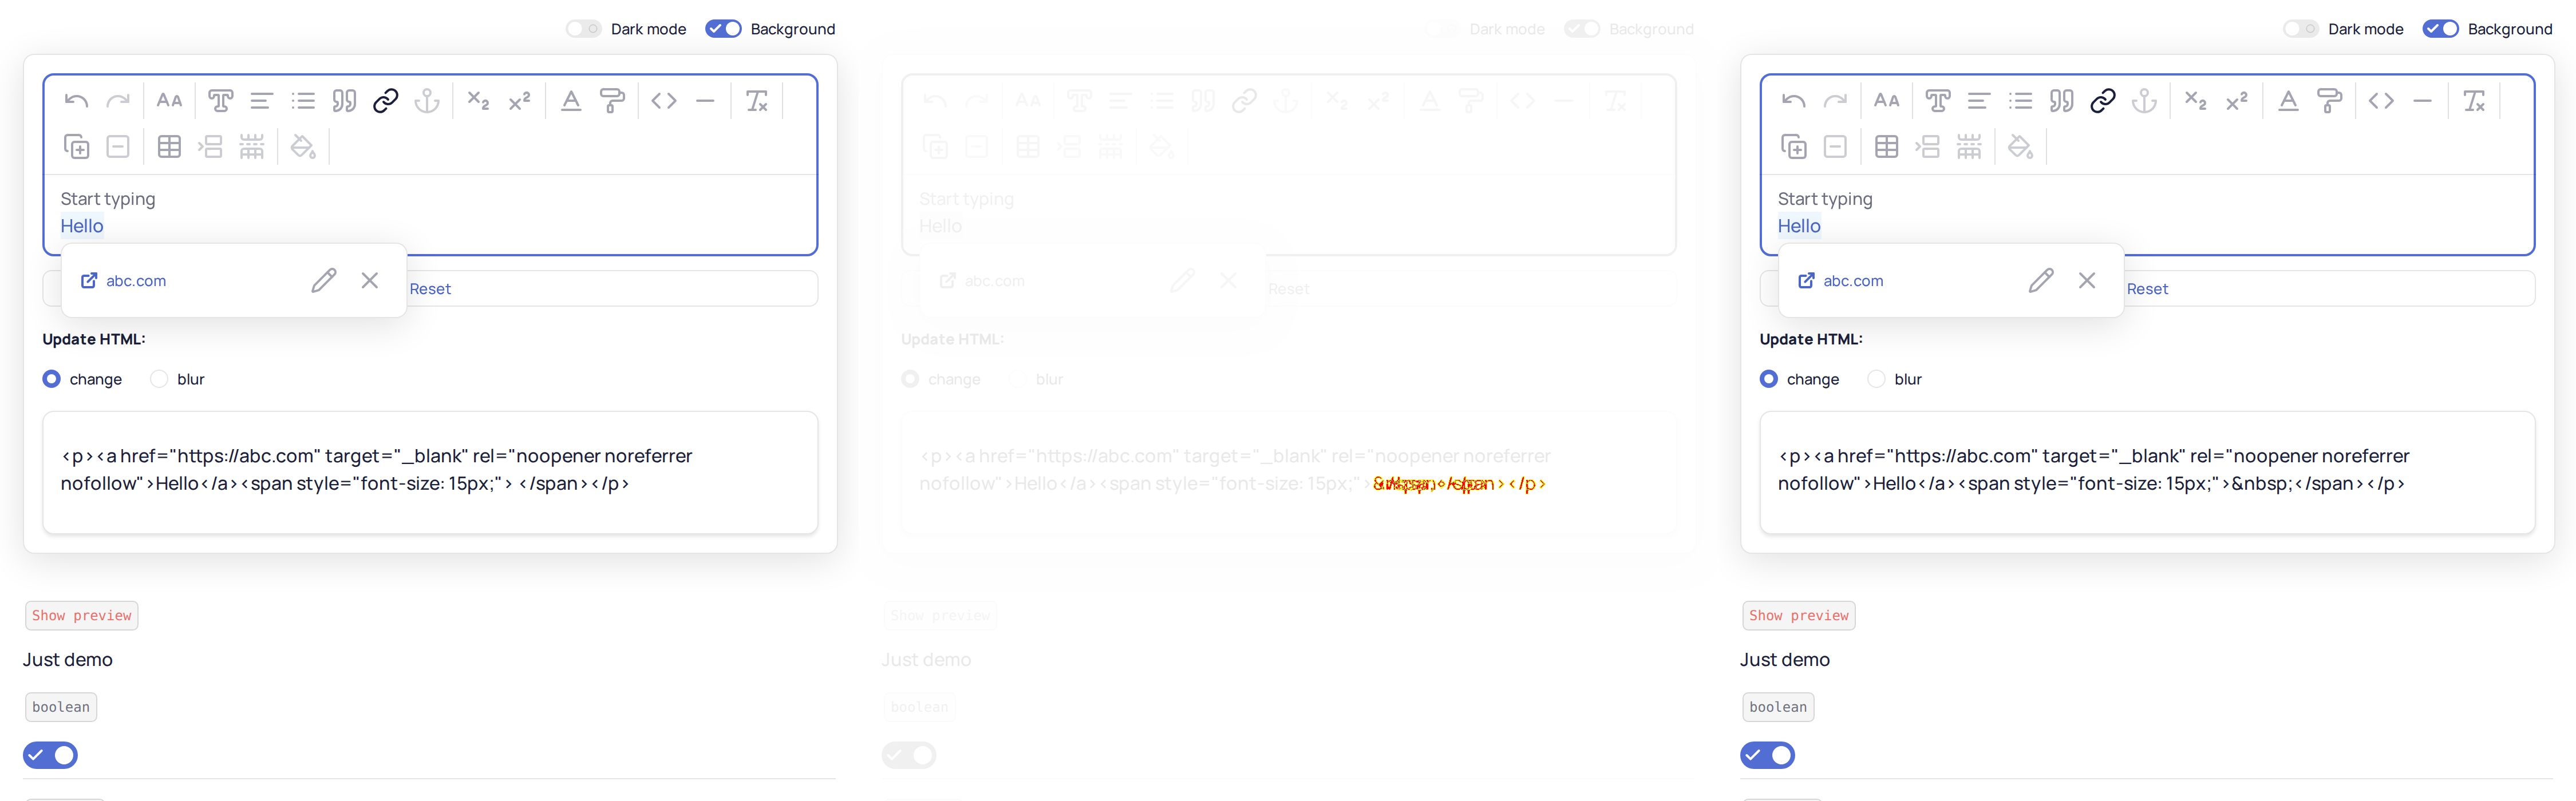 Dark mode Background
Start typing
Hello
abc.com
Reset
Update HTML:
change blur
<p><a href="https://abc.com" target="_blank" rel="noopener noreferrer
nofollow">Hello</a><span style="font-size: 15px;"> </span></p>
Show preview
Just demo
boolean
Dark mode Background
Start typing
Hello
abc.com
Reset
Update HTML:
change blur
<p><a href="https://abc.com" target="_blank" rel="noopener noreferrer
nofollow">Hello</a><span style="font-size: 15px;">
Show preview
Just demo
boolean
Dark mode Background
Start typing
Hello
abc.com
Reset
Update HTML:
change blur
<p><a href="https://abc.com" target="_blank" rel="noopener noreferrer
nofollow">Hello</a><span style="font-size: 15px;">&nbsp;</span></p>
Show preview
Just demo
boolean